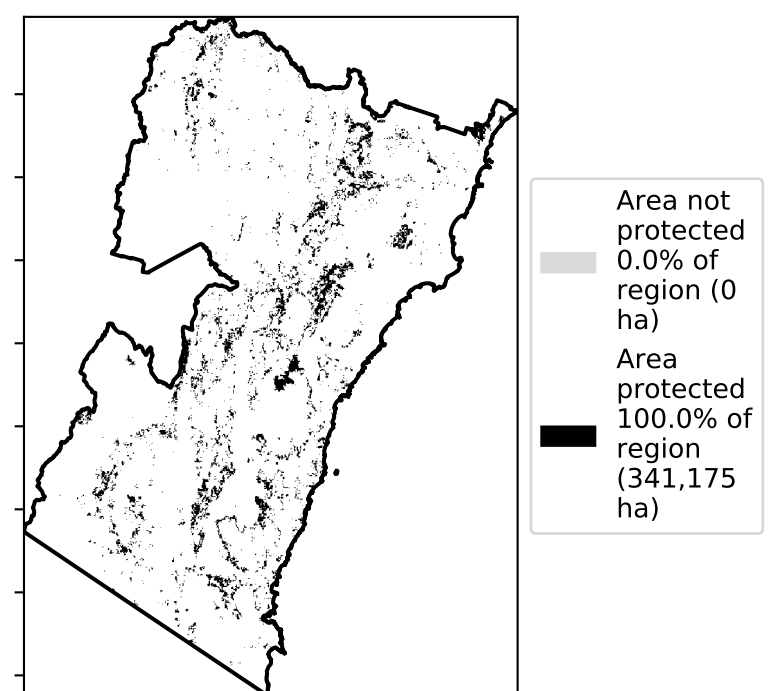 Area not
protected
0.0% of
region (0
ha)
Area
protected
100.0% of
region
(341,175
ha)